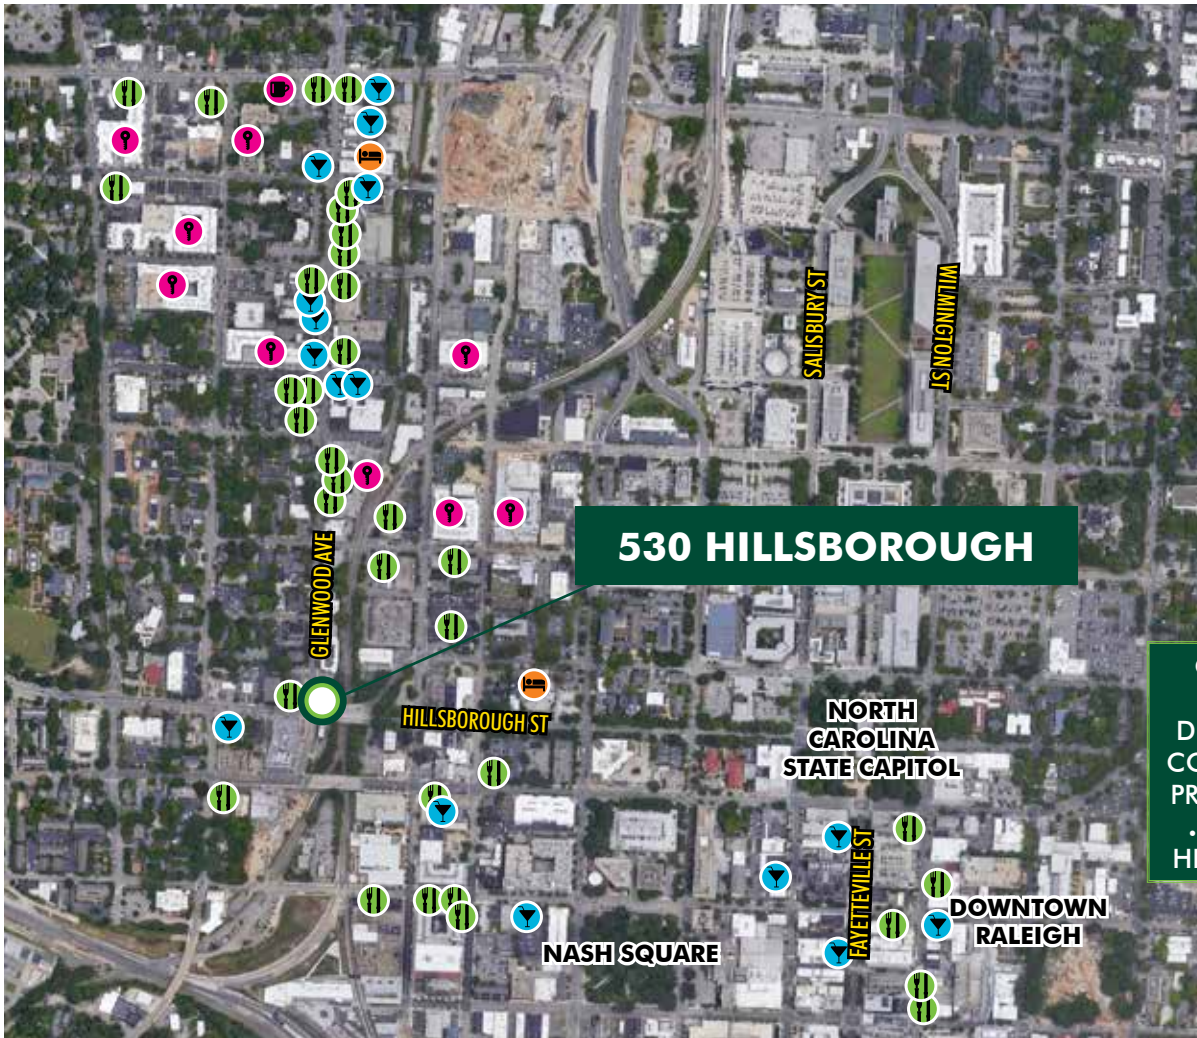 SALISBURY ST
WILMINGTON ST
530 HILLSBOROUGH
GLENWOOD AVE
HILLSBOROUGH ST
NORTH
CAROLINA
STATE CAPITOL
FAYETTEVILLE ST
DOWNTOWN
RALEIGH
NASH SQUARE